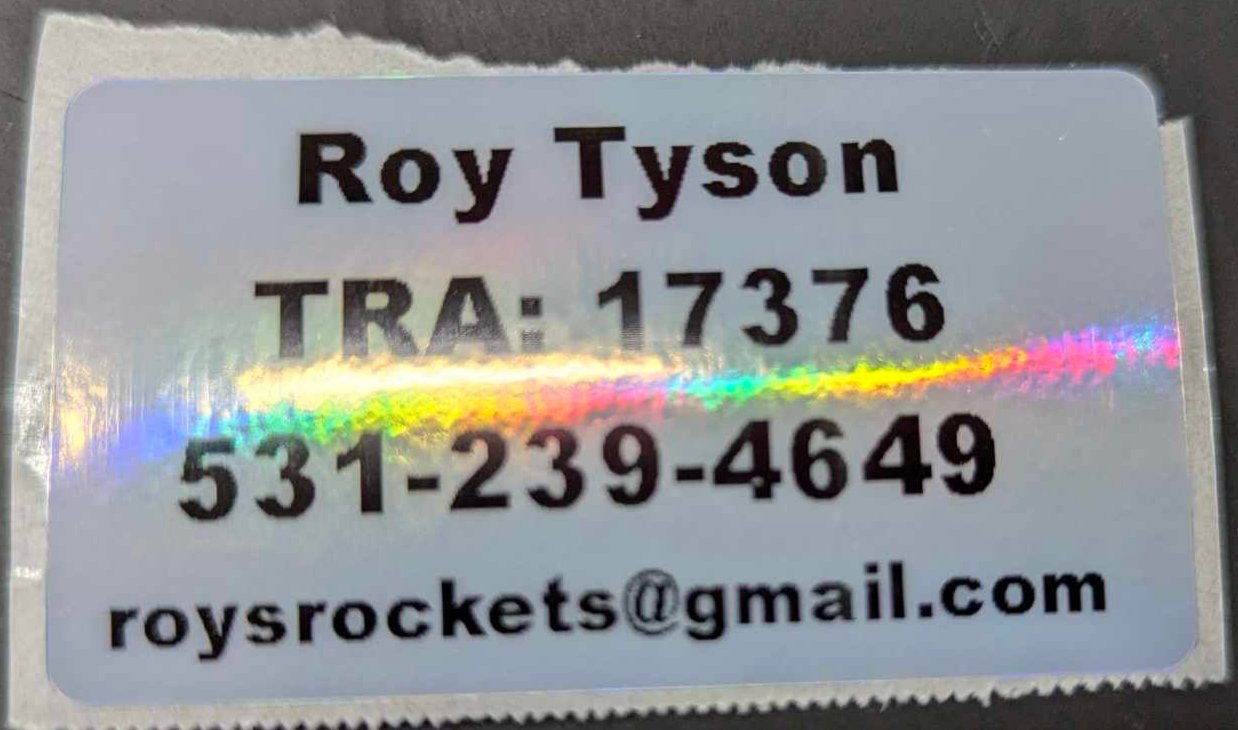 Roy Tyson
TRA: 17376
531-239-4649
roysrockets@gmail.com